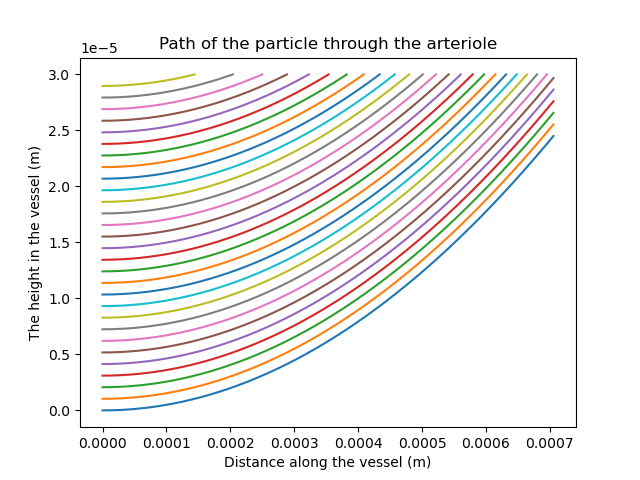 Path of the particle through the arteriole
1e−5
3.0
2.5
2.0
1.5
1.0
0.5
0.0
The height in the vessel (m)
0.0000 0.0001 0.0002 0.0003 0.0004 0.0005 0.0006 0.0007
Distance along the vessel (m)